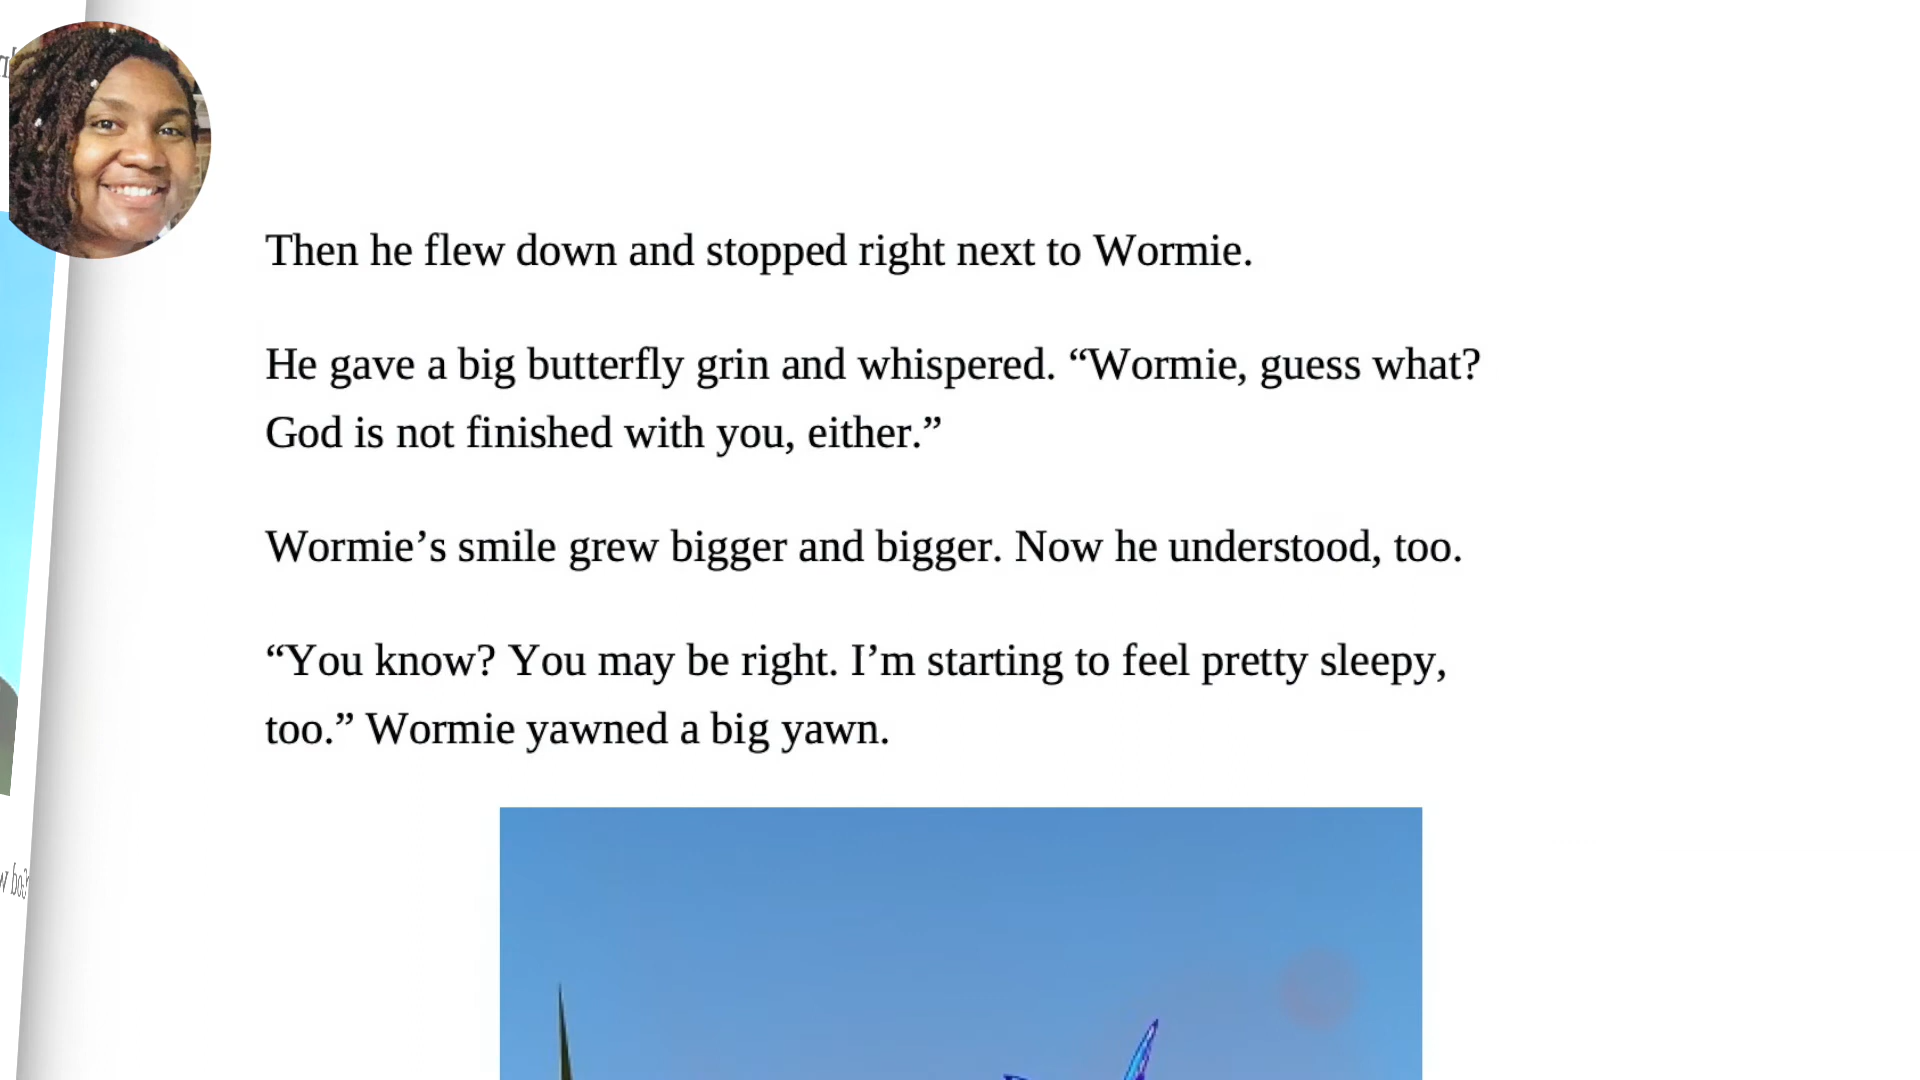 Then he flew down and stopped right next to Wormie.
He gave a big butterfly grin and whispered. “Wormie, guess what?
God is not finished with you, either.”
Wormie’s smile grew bigger and bigger. Now he understood, too.
“You know? You may be right. I’m starting to feel pretty sleepy,
too.” Wormie yawned a big yawn.